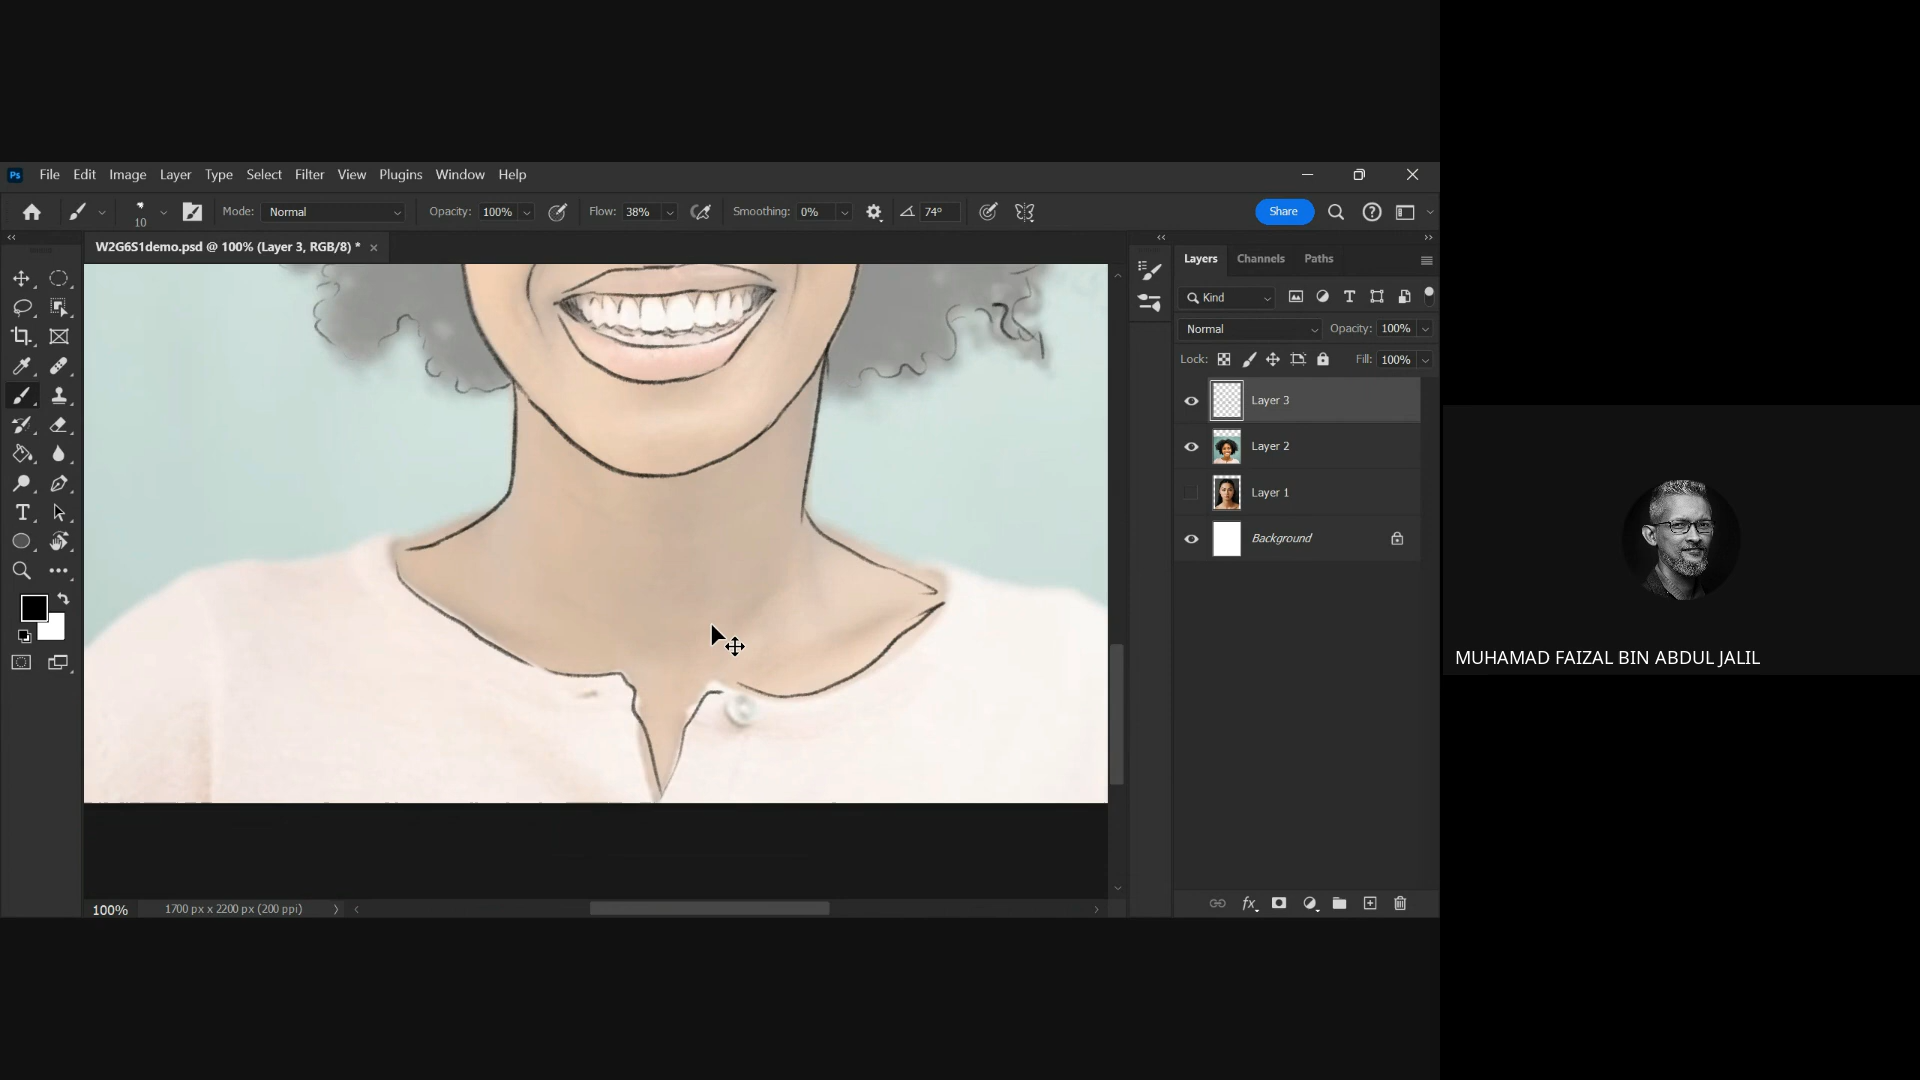 Ps File Edit Image Layer Type Select Filter View Plugins Window Help
10 Mode: Normal Opacity: 100% Flow: 38% Smoothing: 0% 74° Share
W2G6S1demo.psd @ 100% (Layer 3, RGB/8) *
Layers Channels Paths
Kind
Normal Opacity: 100%
Lock: Fill: 100%
Layer 3
Layer 2
Layer 1
Background
MUHAMAD FAIZAL BIN ABDUL JALIL
100% 1700 px x 2200 px (200 ppi)
fx